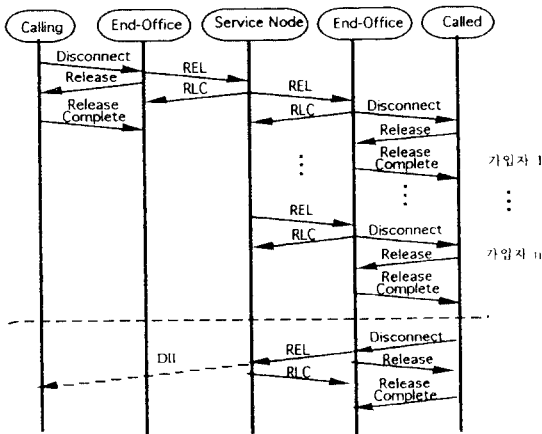 Calling
End-Office
Service Node
End-Office
Called
Disconnect
REL
Release
RLC
REL
Release
Complete
RLC
Disconnect
Release
Release
Complete
가입자 1
REL
RLC
Disconnect
Release
가입자 n
Release
Complete
Disconnect
REL
DII
Release
RLC
Release
Complete